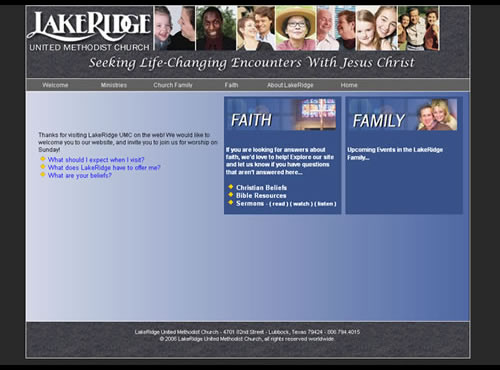 LAKERIDGE
UNITED METHODIST CHURCH
Seeking Life-Changing Encounters With Jesus Christ
Welcome Ministries Church Family Faith About LakeRidge Home
Thanks for visiting LakeRidge UMC on the web! We would like to
welcome you to our website, and invite you to join us for worship on
Sunday!
What should I expect when I visit?
What does LakeRidge have to offer me?
What are your beliefs?
FAITH
If you are looking for answers about
faith, we'd love to help! Explore our site
and let us know if you have questions
that aren't answered here...
Christian Beliefs
Bible Resources
Sermons - ( read ) ( watch ) ( listen )
FAMILY
Upcoming Events in the LakeRidge
Family...
LakeRidge United Methodist Church - 4701 82nd Street - Lubbock, Texas 79424 - 806.794.4015
© 2006 LakeRidge United Methodist Church, all rights reserved worldwide.